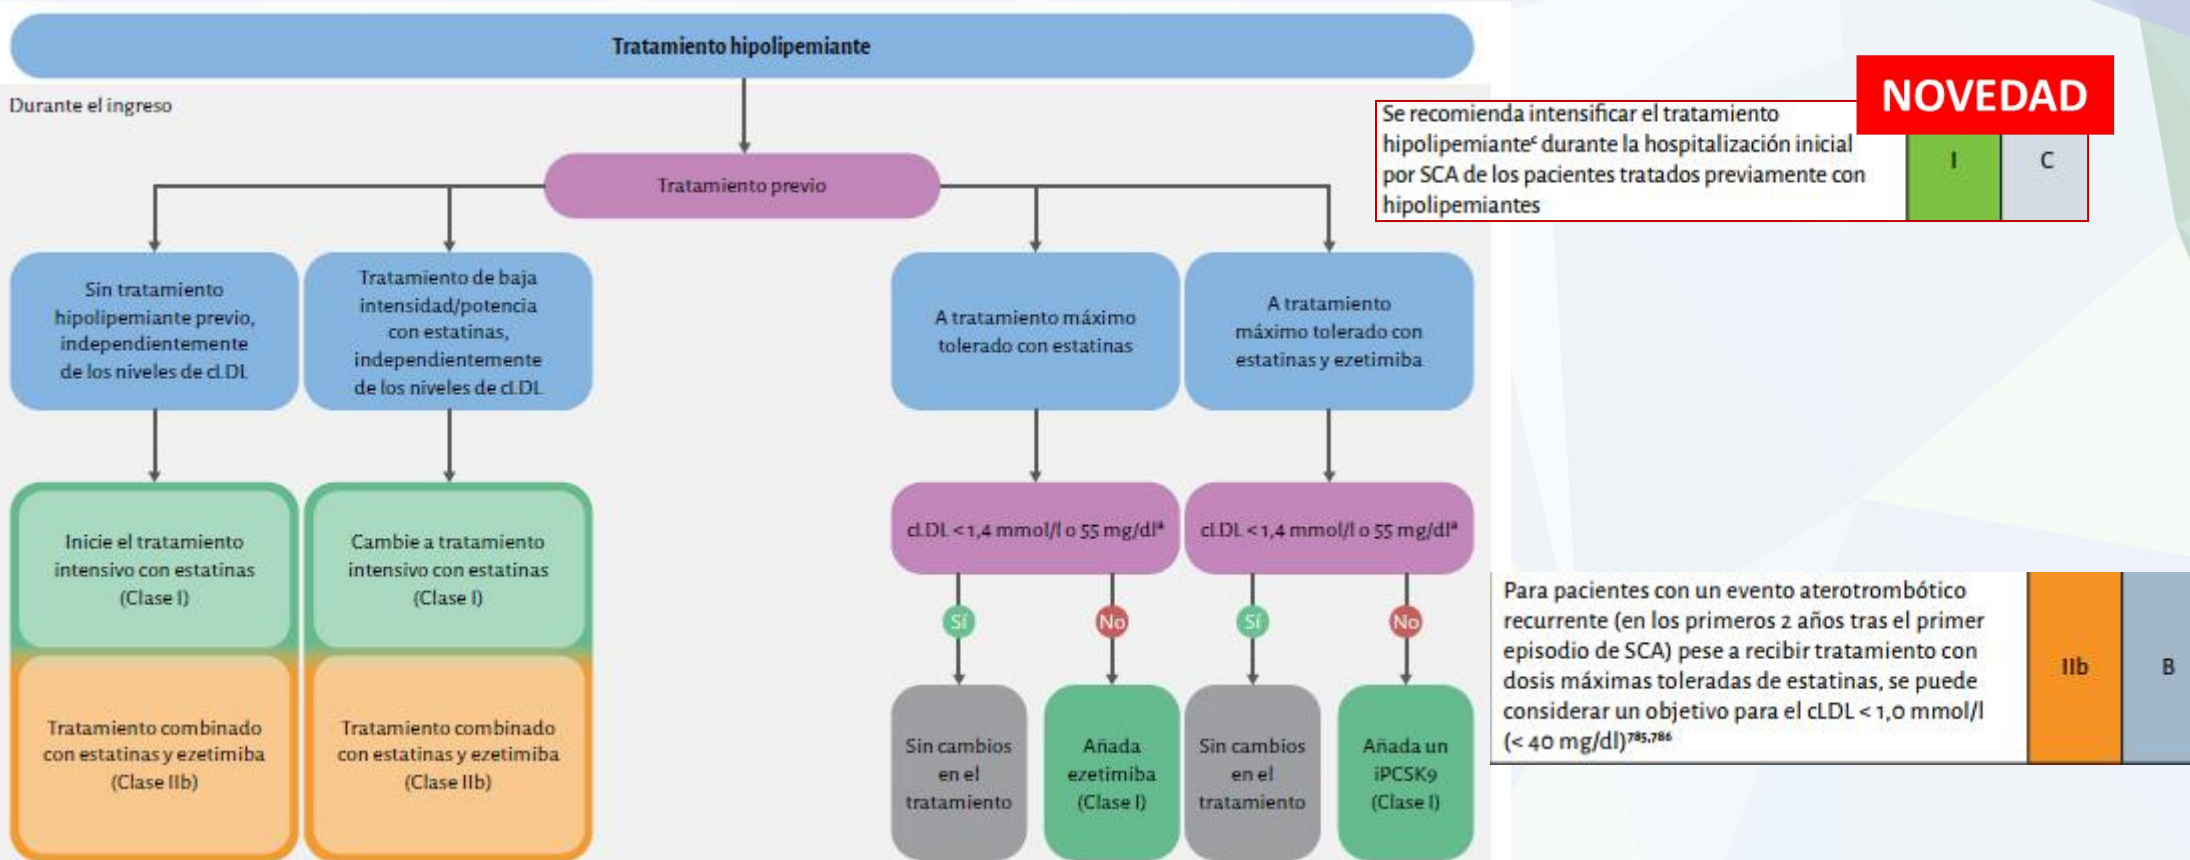 Tratamiento hipolipemiante
Durante el ingreso
Tratamiento previo
Sin tratamiento
hipolipemiante previo,
independientemente
de los niveles de cLDL
Tratamiento de baja
intensidad/potencia
con estatinas,
independientemente
de los niveles de cLDL
A tratamiento máximo
tolerado con estatinas
A tratamiento
máximo tolerado con
estatinas y ezetimiba
Inicie el tratamiento
intensivo con estatinas
(Clase I)
Cambie a tratamiento
intensivo con estatinas
(Clase I)
cLDL < 1,4 mmol/l o 55 mg/dlª
cLDL < 1,4 mmol/l o 55 mg/dlª
Sí
No
Sí
No
Tratamiento combinado
con estatinas y ezetimiba
(Clase IIb)
Tratamiento combinado
con estatinas y ezetimiba
(Clase IIb)
Sin cambios
en el
tratamiento
Añada
ezetimiba
(Clase I)
Sin cambios
en el
tratamiento
Añada un
iPCSK9
(Clase I)
NOVEDAD
Se recomienda intensificar el tratamiento
hipolipemianteᶜ durante la hospitalización inicial
por SCA de los pacientes tratados previamente con
hipolipemiantes
I
C
Para pacientes con un evento aterotrombótico
recurrente (en los primeros 2 años tras el primer
episodio de SCA) pese a recibir tratamiento con
dosis máximas toleradas de estatinas, se puede
considerar un objetivo para el cLDL < 1,0 mmol/l
(< 40 mg/dl)⁷⁸⁵,⁷⁸⁶
IIb
B